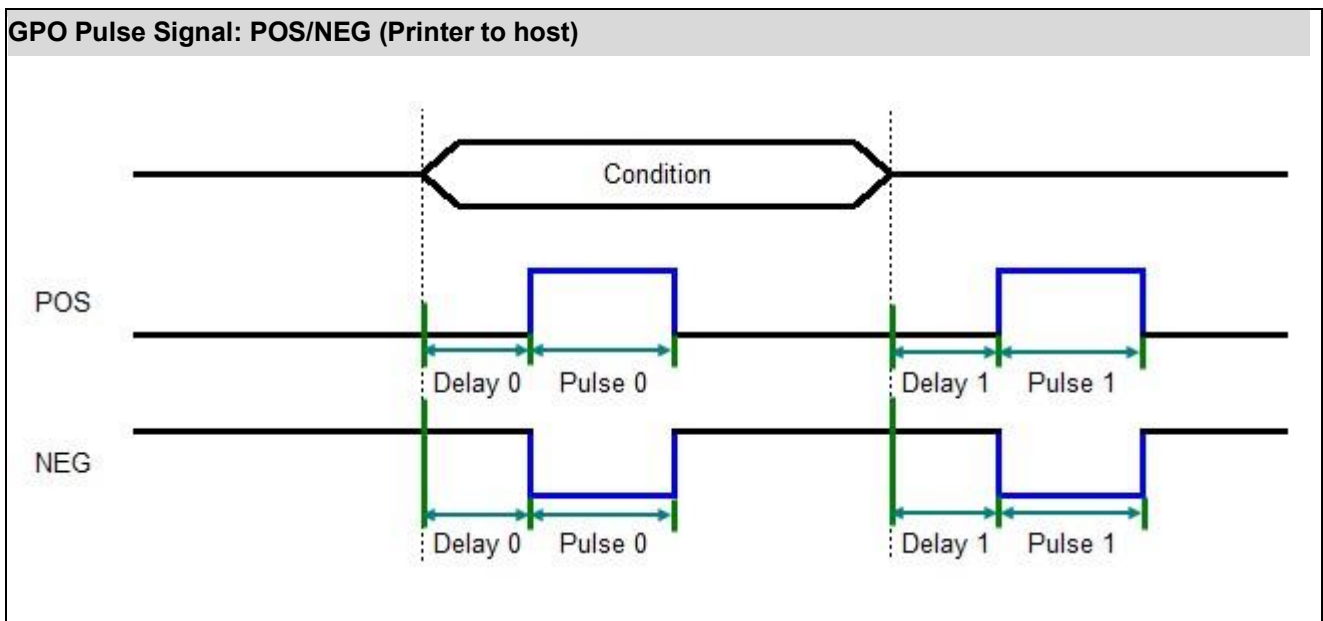 GPO Pulse Signal: POS/NEG (Printer to host)
Condition
POS
Delay 0 Pulse 0 Delay 1 Pulse 1
NEG
Delay 0 Pulse 0 Delay 1 Pulse 1